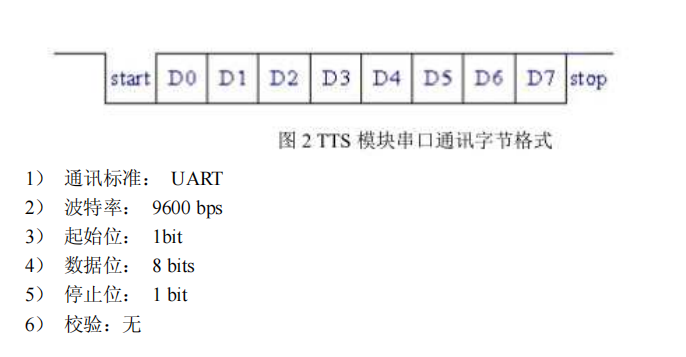 start D0 D1 D2 D3 D4 D5 D6 D7 stop
图 2 TTS 模块串口通讯字节格式
1） 通讯标准： UART
2） 波特率： 9600 bps
3） 起始位： 1bit
4） 数据位： 8 bits
5） 停止位： 1 bit
6） 校验：无